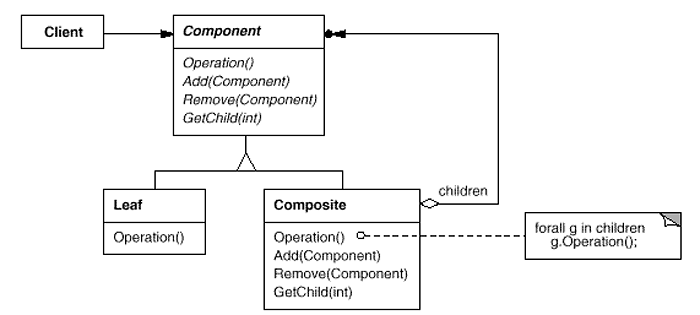 Client
Component
Operation()
Add(Component)
Remove(Component)
GetChild(int)
children
Leaf
Operation()
Composite
Operation()
Add(Component)
Remove(Component)
GetChild(int)
forall g in children
g.Operation();